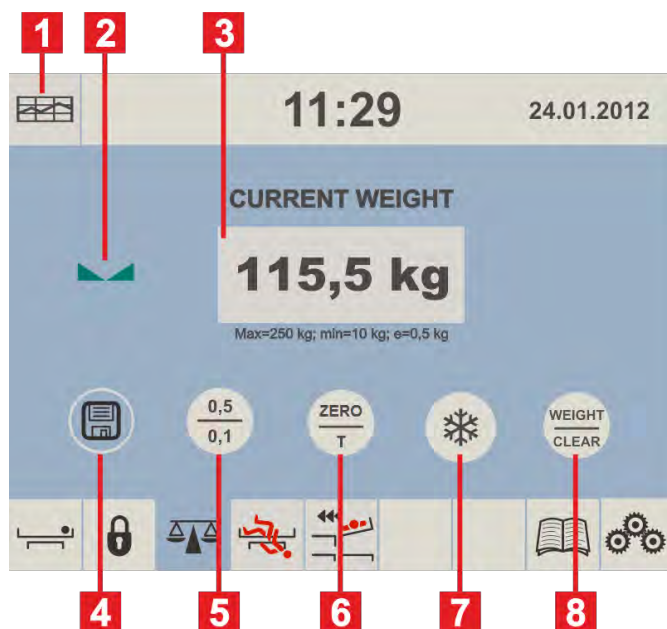 1 2 3
11:29 24.01.2012
CURRENT WEIGHT
115,5 kg
Max=250 kg; min=10 kg; e=0,5 kg
0,5
0,1
ZERO
T
WEIGHT
CLEAR
4 5 6 7 8